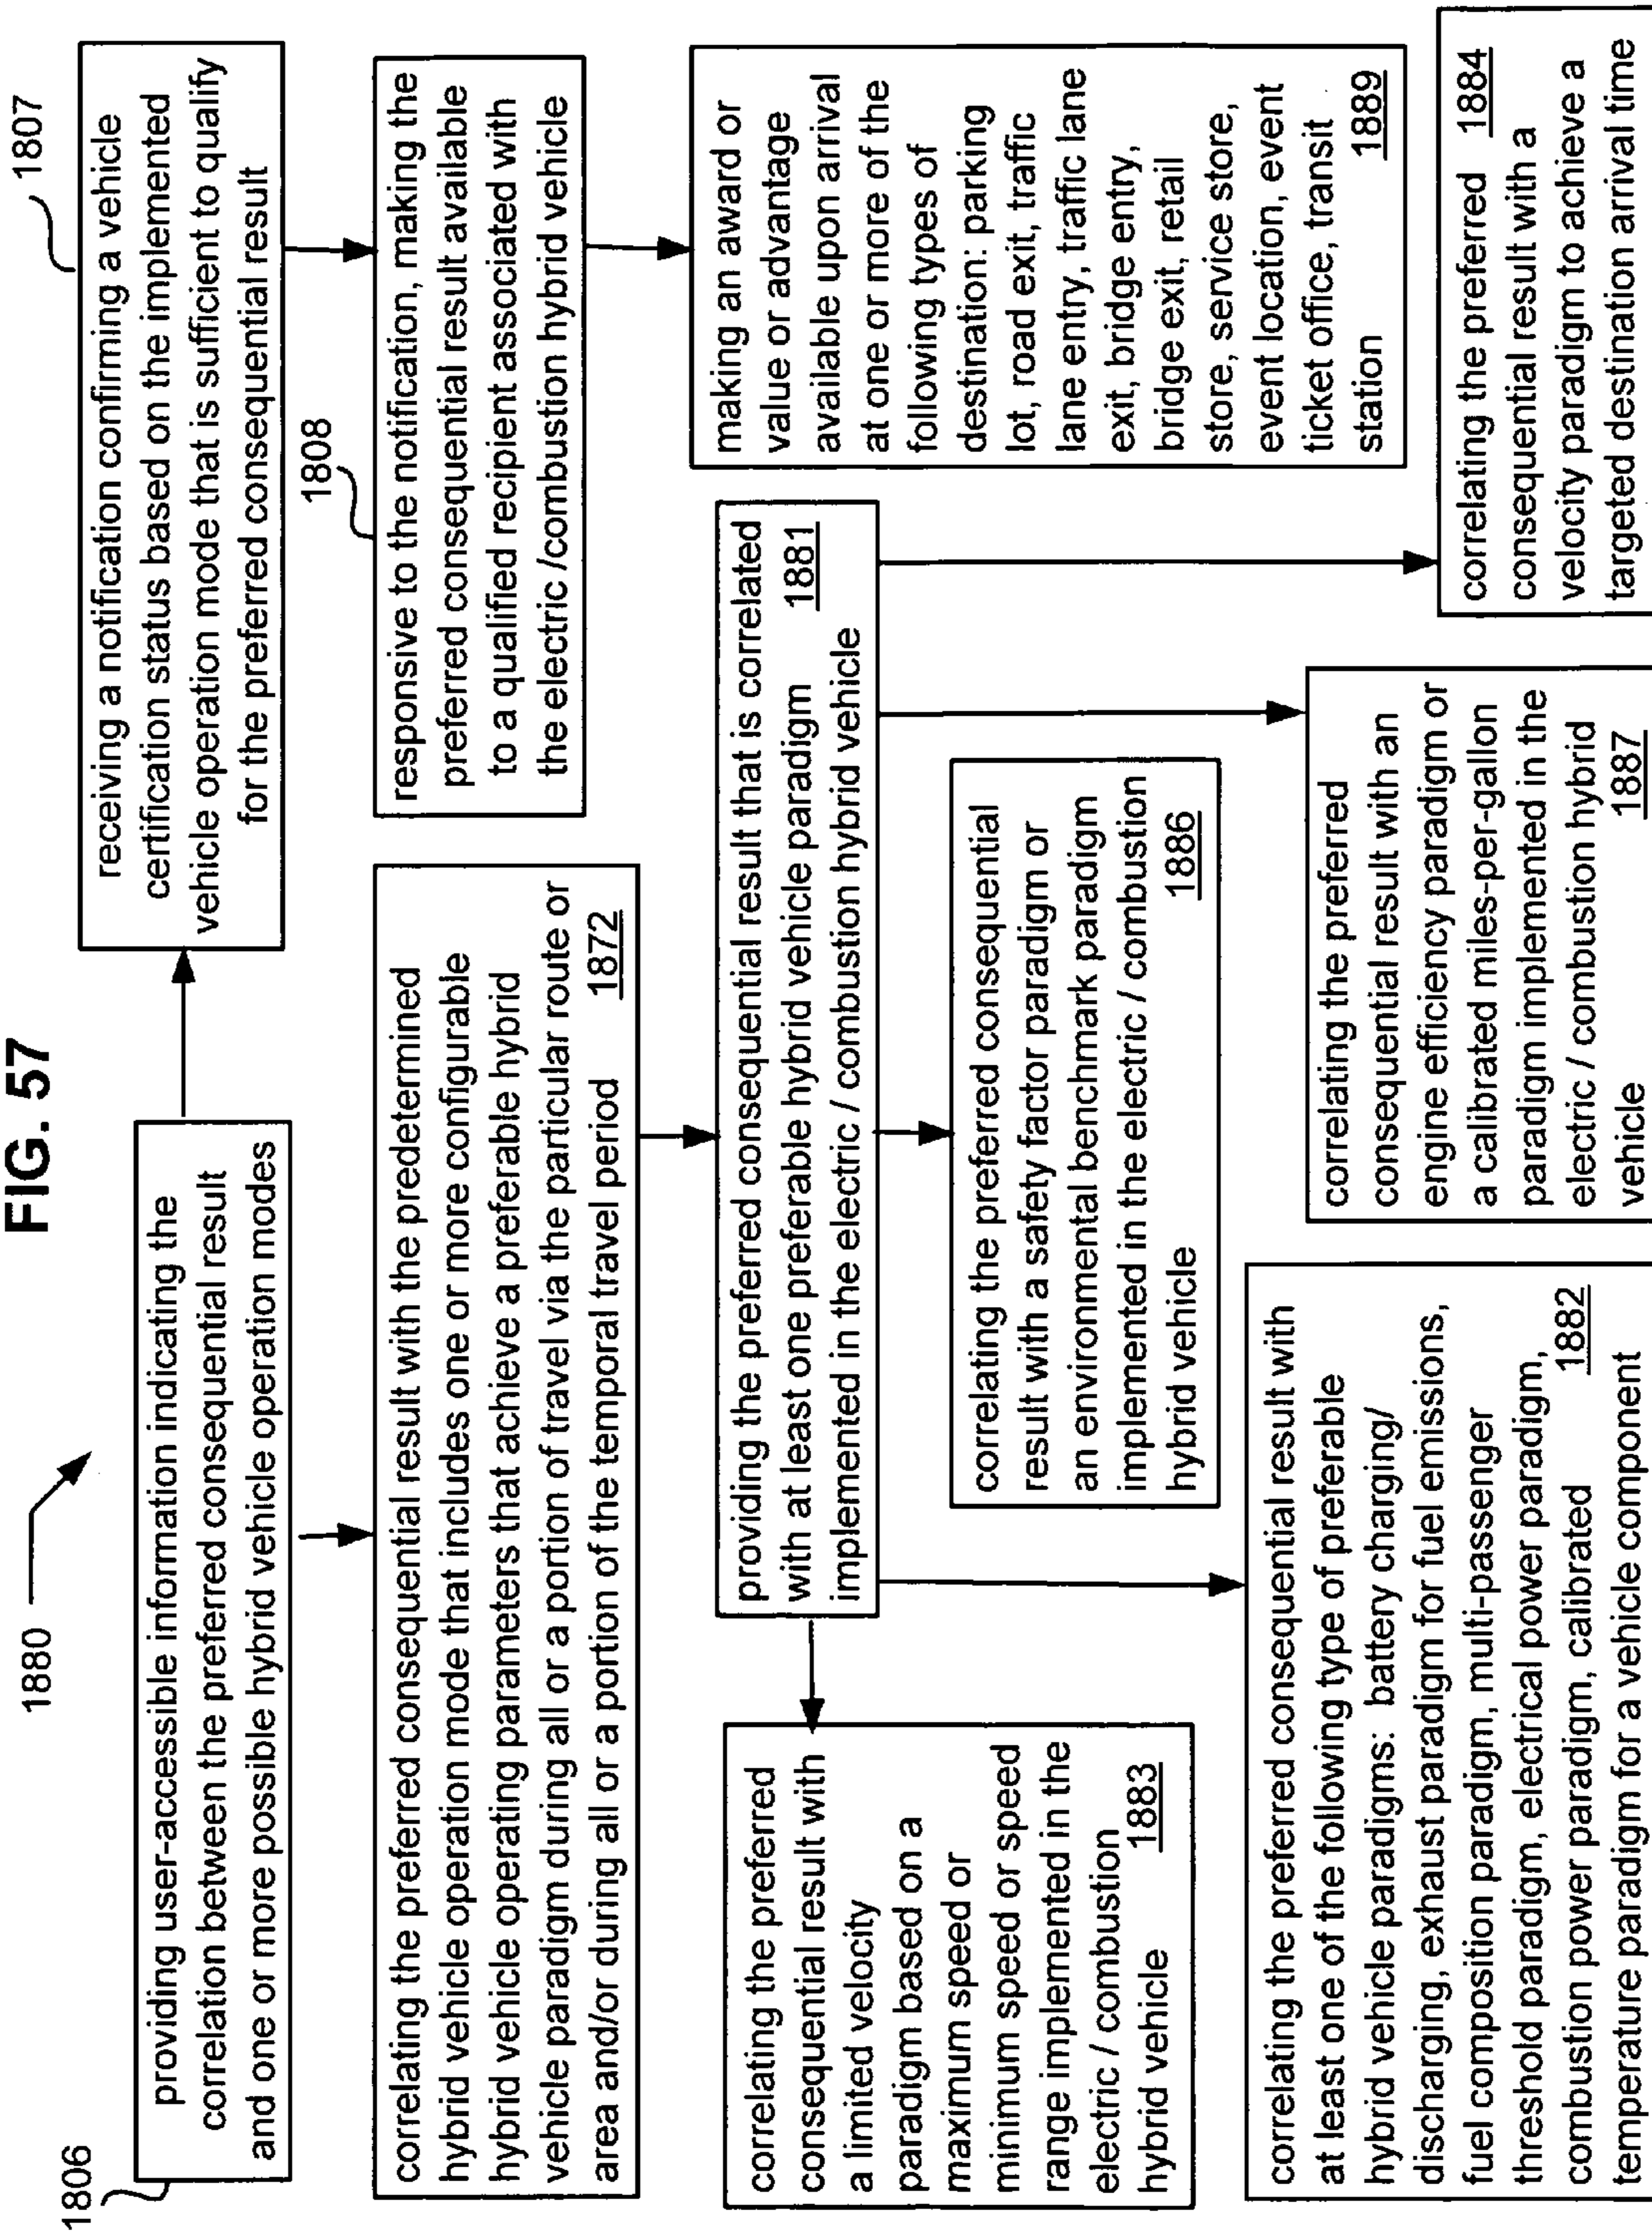 FIG. 57
1880
1806
providing user-accessible information indicating the
correlation between the preferred consequential result
and one or more possible hybrid vehicle operation modes
1807
receiving a notification confirming a vehicle
certification status based on the implemented
vehicle operation mode that is sufficient to qualify
for the preferred consequential result
1808
responsive to the notification, making the
preferred consequential result available
to a qualified recipient associated with
the electric /combustion hybrid vehicle
correlating the preferred consequential result with the predetermined
hybrid vehicle operation mode that includes one or more configurable
hybrid vehicle operating parameters that achieve a preferable hybrid
vehicle paradigm during all or a portion of travel via the particular route or
area and/or during all or a portion of the temporal travel period 1872
making an award or
value or advantage
available upon arrival
at one or more of the
following types of
destination: parking
lot, road exit, traffic
lane entry, traffic lane
exit, bridge entry,
bridge exit, retail
store, service store,
event location, event
ticket office, transit
station 1889
providing the preferred consequential result that is correlated
with at least one preferable hybrid vehicle paradigm 1881
implemented in the electric / combustion hybrid vehicle
correlating the preferred
consequential result with
a limited velocity
paradigm based on a
maximum speed or
minimum speed or speed
range implemented in the
electric / combustion
hybrid vehicle 1883
correlating the preferred consequential
result with a safety factor paradigm or
an environmental benchmark paradigm
implemented in the electric / combustion
hybrid vehicle 1886
correlating the preferred consequential result with
at least one of the following type of preferable
hybrid vehicle paradigms: battery charging/
discharging, exhaust paradigm for fuel emissions,
fuel composition paradigm, multi-passenger
threshold paradigm, electrical power paradigm,
combustion power paradigm, calibrated 1882
temperature paradigm for a vehicle component
correlating the preferred
consequential result with an
engine efficiency paradigm or
a calibrated miles-per-gallon
paradigm implemented in the
electric / combustion hybrid
vehicle 1887
correlating the preferred 1884
consequential result with a
velocity paradigm to achieve a
targeted destination arrival time